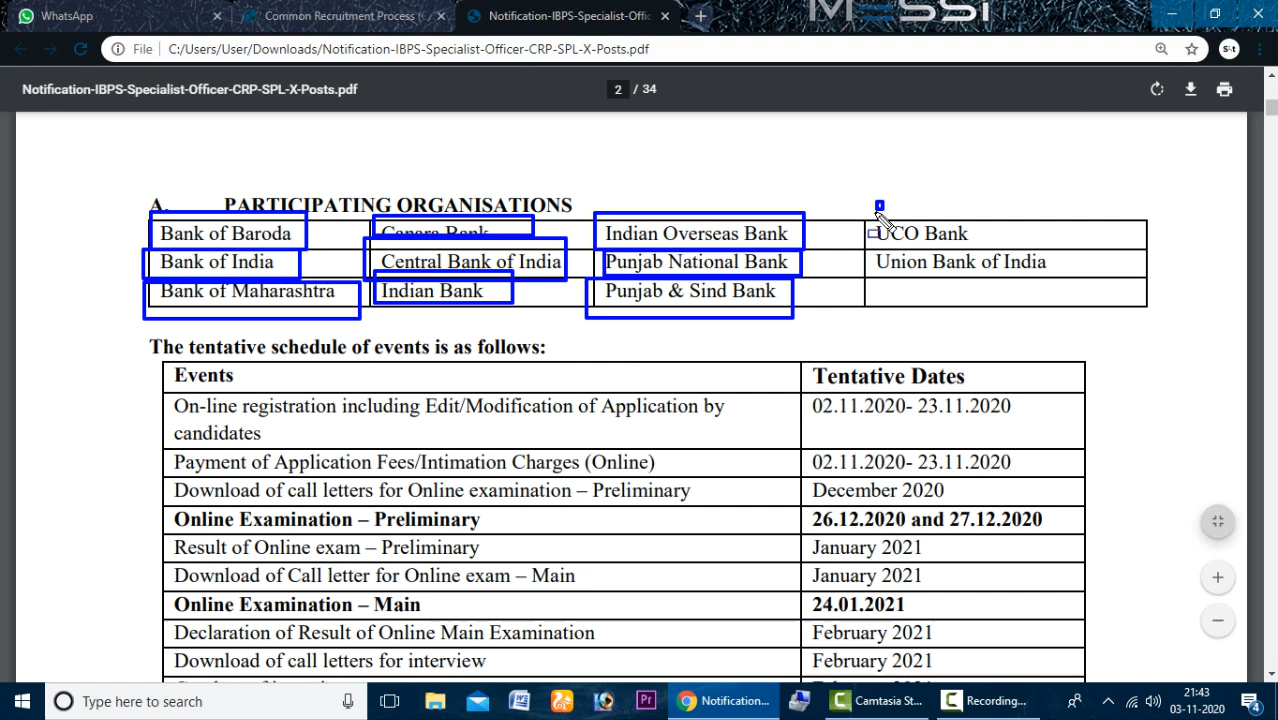 WhatsApp
Common Recruitment Process (
Notification-IBPS-Specialist-Offic
MESSi
File C:/Users/User/Downloads/Notification-IBPS-Specialist-Officer-CRP-SPL-X-Posts.pdf
Notification-IBPS-Specialist-Officer-CRP-SPL-X-Posts.pdf 2 / 34
A. PARTICIPATING ORGANISATIONS
Bank of Baroda Canara Bank Indian Overseas Bank UCO Bank
Bank of India Central Bank of India Punjab National Bank Union Bank of India
Bank of Maharashtra Indian Bank Punjab & Sind Bank
The tentative schedule of events is as follows:
Events Tentative Dates
On-line registration including Edit/Modification of Application by 02.11.2020- 23.11.2020
candidates
Payment of Application Fees/Intimation Charges (Online) 02.11.2020- 23.11.2020
Download of call letters for Online examination – Preliminary December 2020
Online Examination – Preliminary 26.12.2020 and 27.12.2020
Result of Online exam – Preliminary January 2021
Download of Call letter for Online exam – Main January 2021
Online Examination – Main 24.01.2021
Declaration of Result of Online Main Examination February 2021
Download of call letters for interview February 2021
Type here to search
Notification...
Camtasia St...
Recording...
21:43
03-11-2020
4